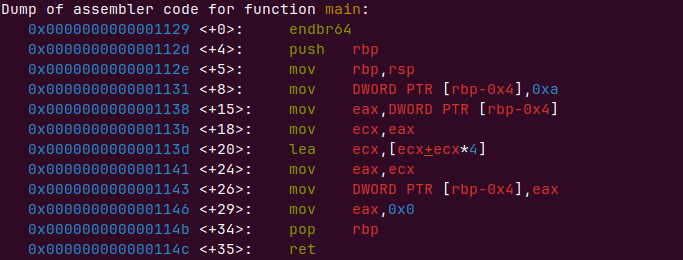 Dump of assembler code for function main:
0x0000000000001129 <+0>: endbr64
0x000000000000112d <+4>: push rbp
0x000000000000112e <+5>: mov rbp,rsp
0x0000000000001131 <+8>: mov DWORD PTR [rbp-0x4],0xa
0x0000000000001138 <+15>: mov eax,DWORD PTR [rbp-0x4]
0x000000000000113b <+18>: mov ecx,eax
0x000000000000113d <+20>: lea ecx,[ecx+ecx*4]
0x0000000000001141 <+24>: mov eax,ecx
0x0000000000001143 <+26>: mov DWORD PTR [rbp-0x4],eax
0x0000000000001146 <+29>: mov eax,0x0
0x000000000000114b <+34>: pop rbp
0x000000000000114c <+35>: ret